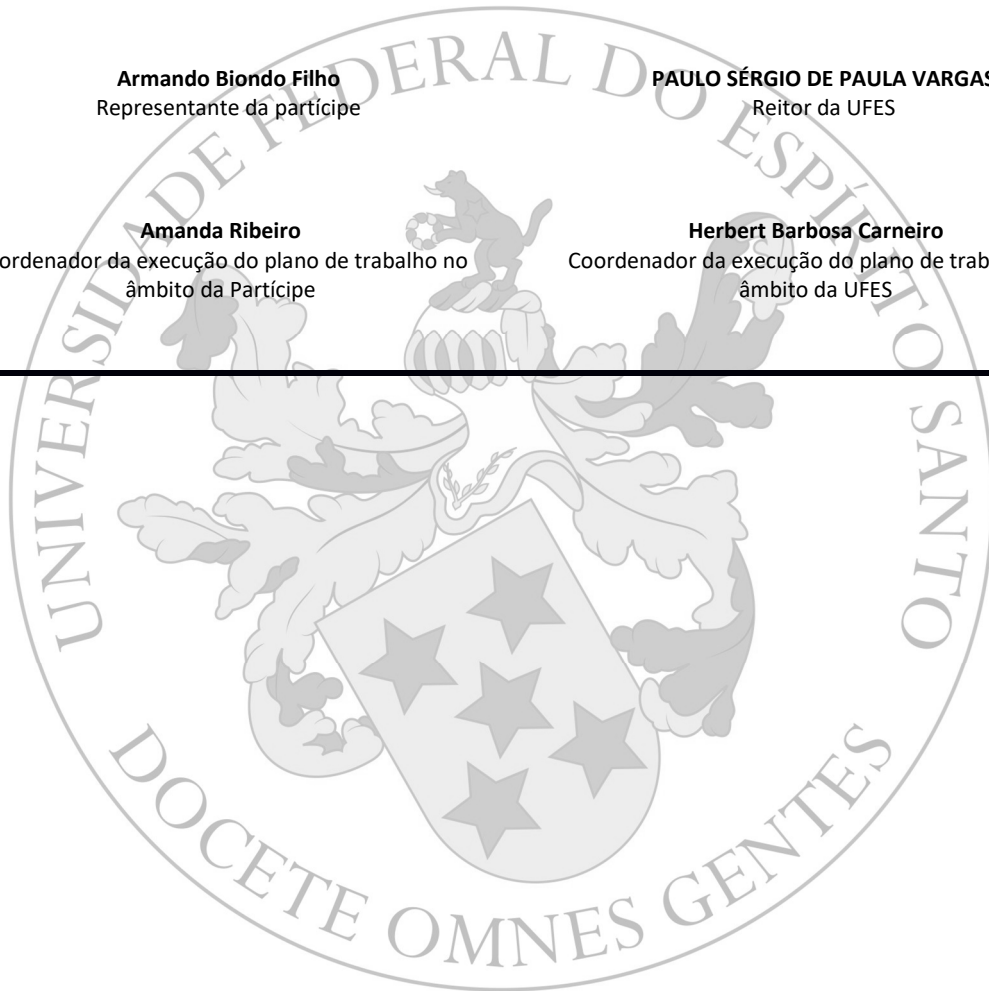 Armando Biondo Filho
Representante da partícipe
PAULO SÉRGIO DE PAULA VARGAS
Reitor da UFES
Amanda Ribeiro
ordenador da execução do plano de trabalho no
âmbito da Partícipe
Herbert Barbosa Carneiro
Coordenador da execução do plano de trab
âmbito da UFES
UNIVERSIDADE FEDERAL DO ESPÍRITO SANTO
DOCETE OMNES GENTES